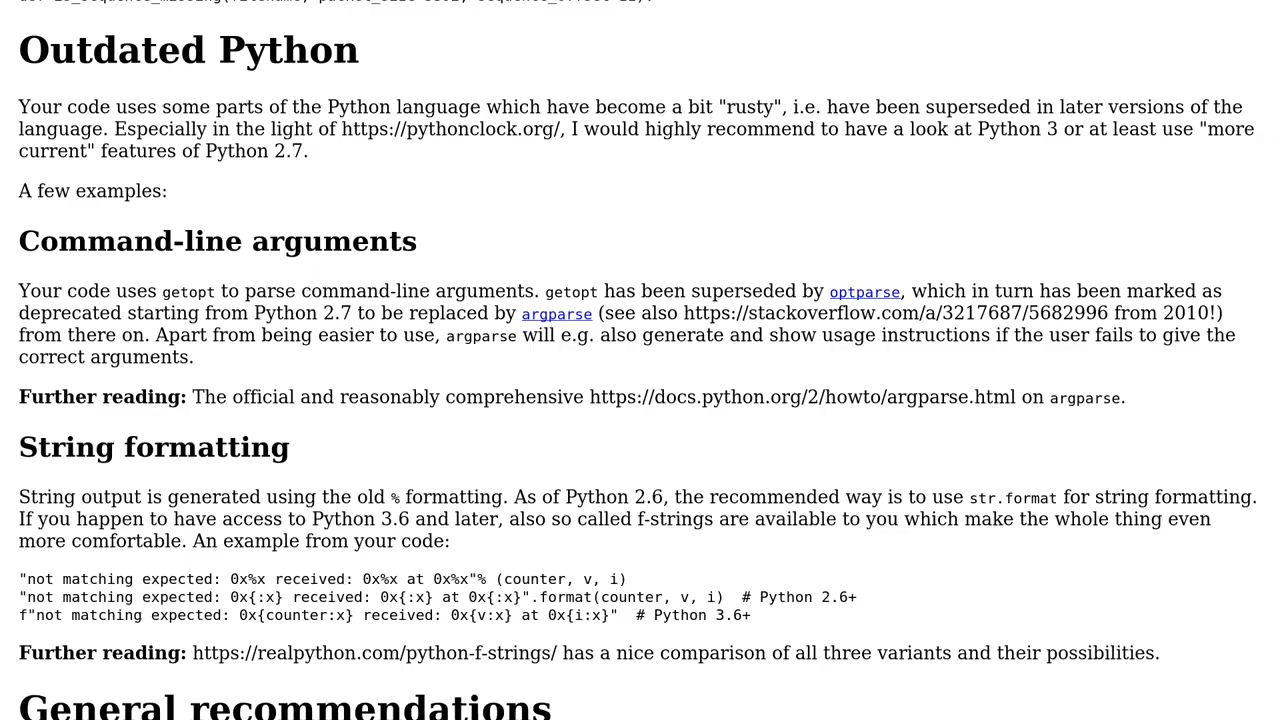 Outdated Python
Your code uses some parts of the Python language which have become a bit "rusty", i.e. have been superseded in later versions of the
language. Especially in the light of https://pythonclock.org/, I would highly recommend to have a look at Python 3 or at least use "more
current" features of Python 2.7.
A few examples:
Command-line arguments
Your code uses getopt to parse command-line arguments. getopt has been superseded by optparse, which in turn has been marked as
deprecated starting from Python 2.7 to be replaced by argparse (see also https://stackoverflow.com/a/3217687/5682996 from 2010!)
from there on. Apart from being easier to use, argparse will e.g. also generate and show usage instructions if the user fails to give the
correct arguments.
Further reading: The official and reasonably comprehensive https://docs.python.org/2/howto/argparse.html on argparse.
String formatting
String output is generated using the old % formatting. As of Python 2.6, the recommended way is to use str.format for string formatting.
If you happen to have access to Python 3.6 and later, also so called f-strings are available to you which make the whole thing even
more comfortable. An example from your code:
"not matching expected: 0x%x received: 0x%x at 0x%x"% (counter, v, i)
"not matching expected: 0x{:x} received: 0x{:x} at 0x{:x}".format(counter, v, i)  # Python 2.6+
f"not matching expected: 0x{counter:x} received: 0x{v:x} at 0x{i:x}"  # Python 3.6+
Further reading: https://realpython.com/python-f-strings/ has a nice comparison of all three variants and their possibilities.
General recommendations